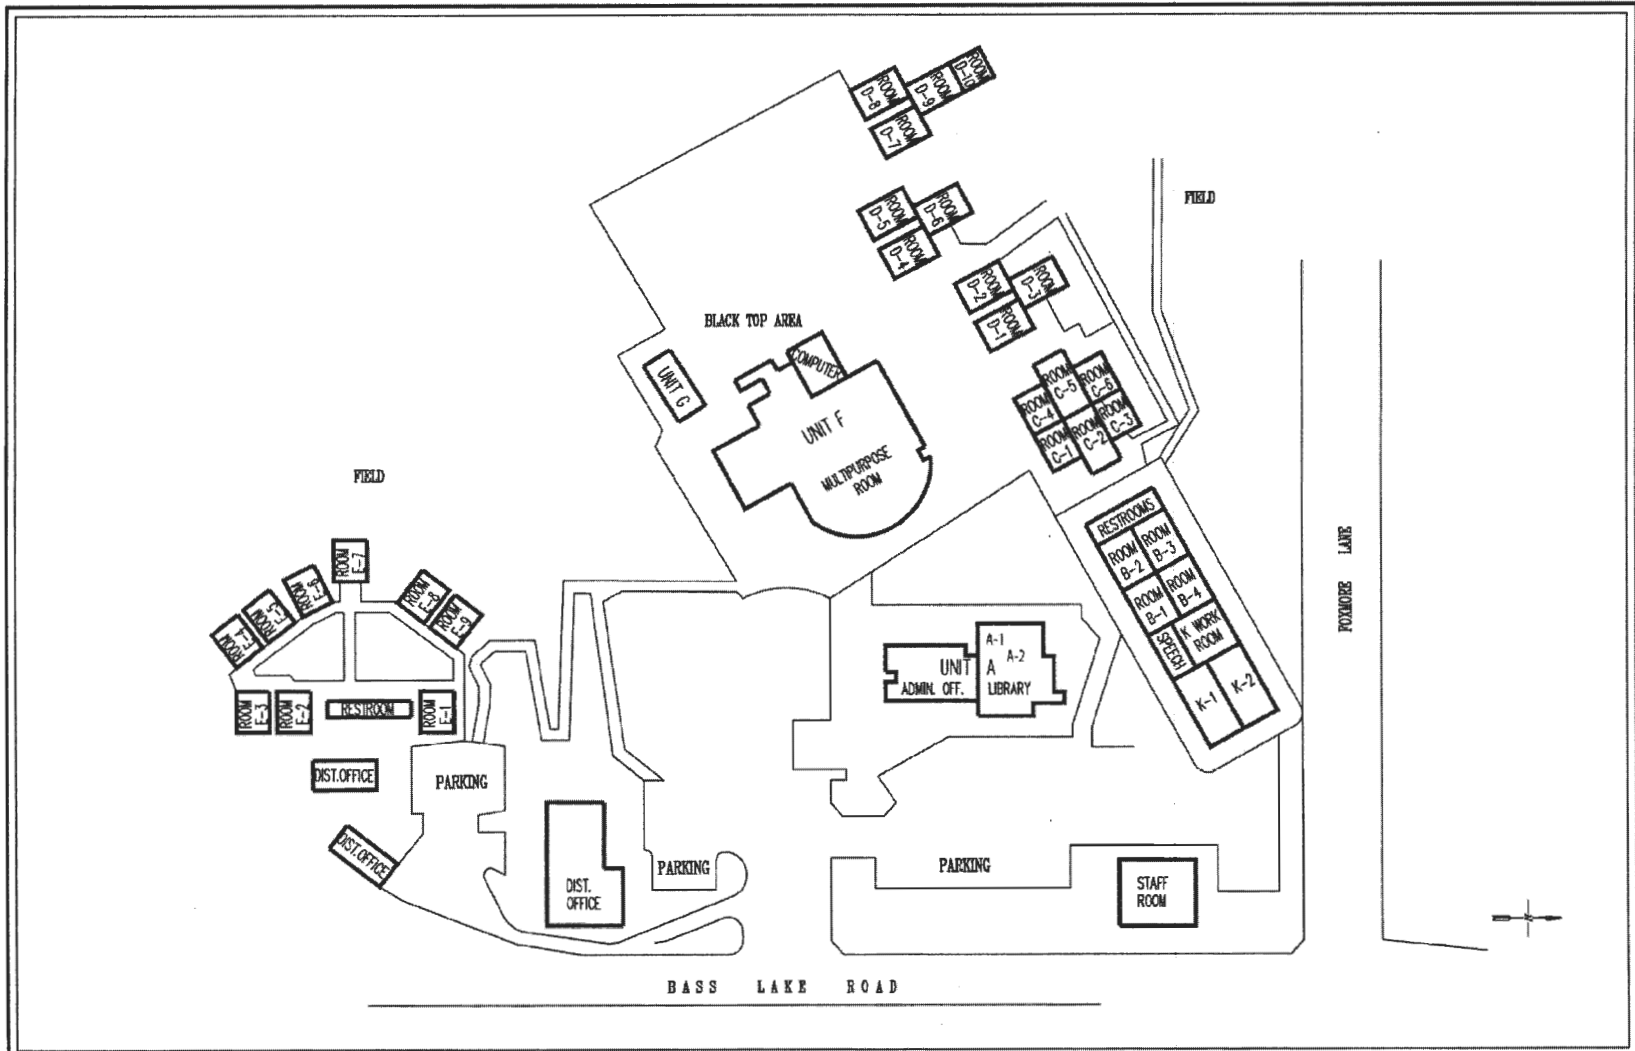 ROOM
D-8
ROOM
D-9
ROOM
D-10
ROOM
D-7
ROOM
D-5
ROOM
D-6
ROOM
D-4
FIELD
ROOM
D-2
ROOM
D-3
ROOM
D-1
BLACK TOP AREA
COMPUTER
UNIT G
UNIT F
MULTIPURPOSE
ROOM
ROOM
C-5
ROOM
C-6
ROOM
C-4
ROOM
C-3
ROOM
C-1
ROOM
C-2
FIELD
RESTROOMS
ROOM
B-2
ROOM
B-3
ROOM
B-1
ROOM
B-4
SPEECH
K WORK
ROOM
K-1
K-2
FOXMORE LANE
ROOM
E-7
ROOM
E-6
ROOM
E-5
ROOM
E-4
ROOM
E-8
ROOM
E-9
ROOM
E-3
ROOM
E-2
RESTROOM
ROOM
E-1
A-1
A-2
UNIT A
ADMIN. OFF.
LIBRARY
DIST.OFFICE
PARKING
DIST.OFFICE
DIST.
OFFICE
PARKING
PARKING
STAFF
ROOM
BASS LAKE ROAD